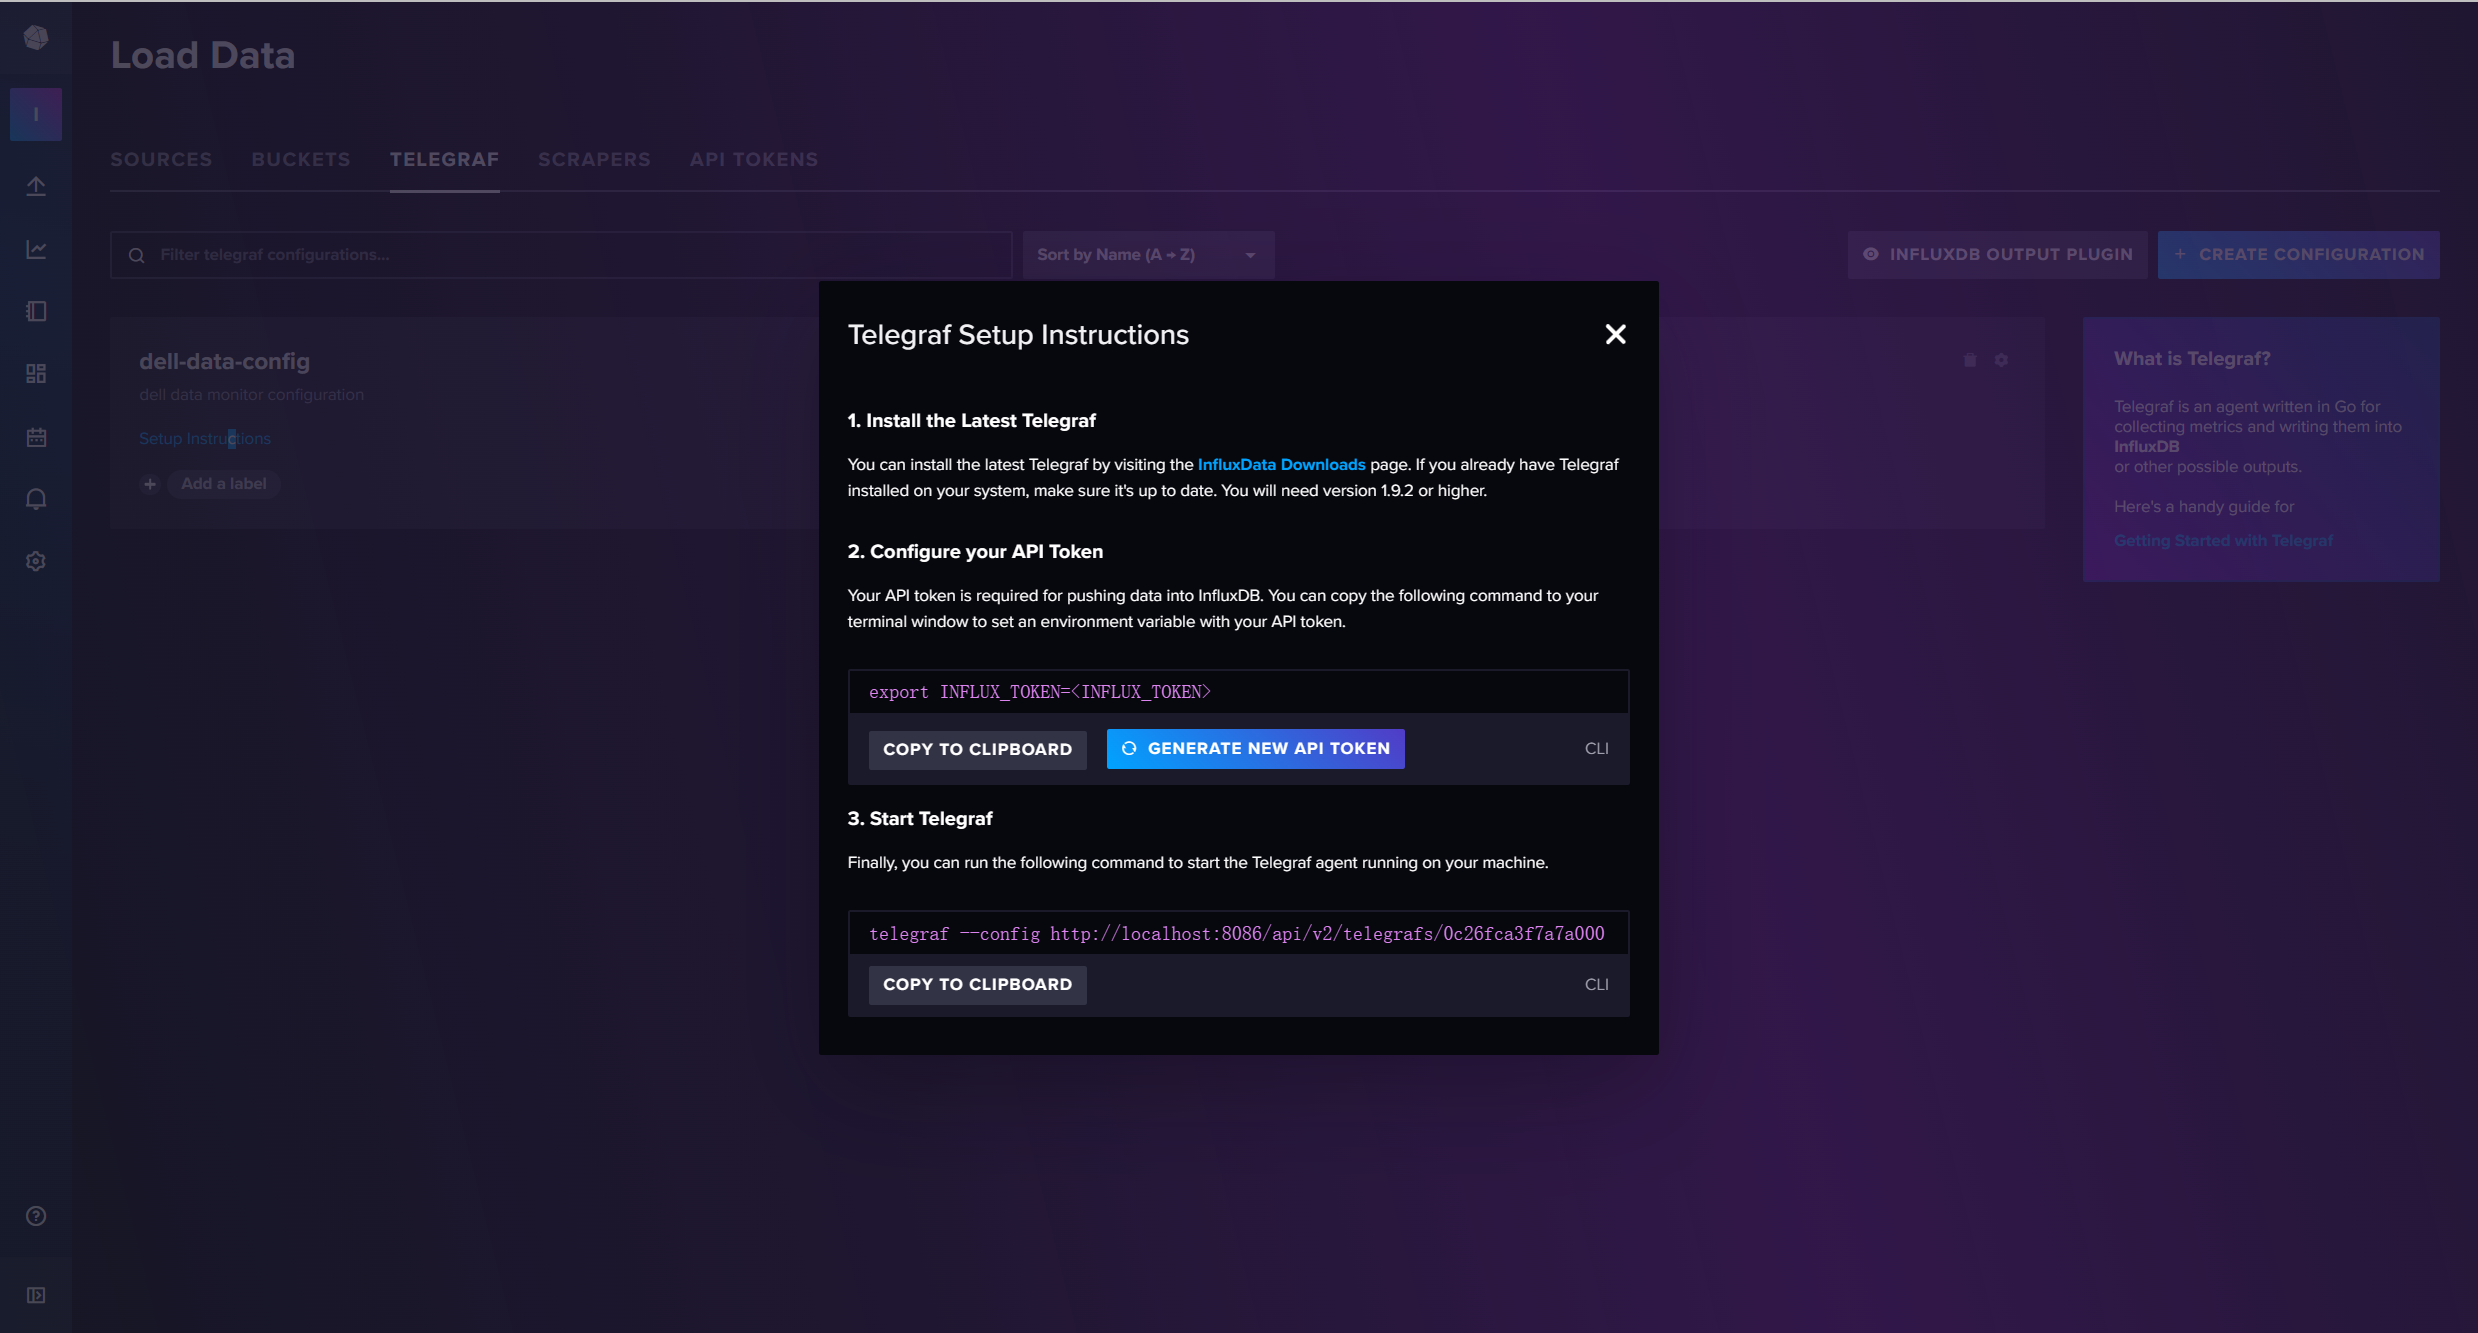 Load Data
I
SOURCES BUCKETS TELEGRAF SCRAPERS API TOKENS
Filter telegraf configurations...
Sort by Name (A → Z)
INFLUXDB OUTPUT PLUGIN
+ CREATE CONFIGURATION
dell-data-config
dell data monitor configuration
Setup Instructions
+ Add a label
Telegraf Setup Instructions
1. Install the Latest Telegraf
You can install the latest Telegraf by visiting the InfluxData Downloads page. If you already have Telegraf
installed on your system, make sure it's up to date. You will need version 1.9.2 or higher.
2. Configure your API Token
Your API token is required for pushing data into InfluxDB. You can copy the following command to your
terminal window to set an environment variable with your API token.
export INFLUX_TOKEN=<INFLUX_TOKEN>
COPY TO CLIPBOARD GENERATE NEW API TOKEN CLI
3. Start Telegraf
Finally, you can run the following command to start the Telegraf agent running on your machine.
telegraf --config http://localhost:8086/api/v2/telegrafs/0c26fca3f7a7a000
COPY TO CLIPBOARD CLI
What is Telegraf?
Telegraf is an agent written in Go for
collecting metrics and writing them into
InfluxDB
or other possible outputs.
Here's a handy guide for
Getting Started with Telegraf